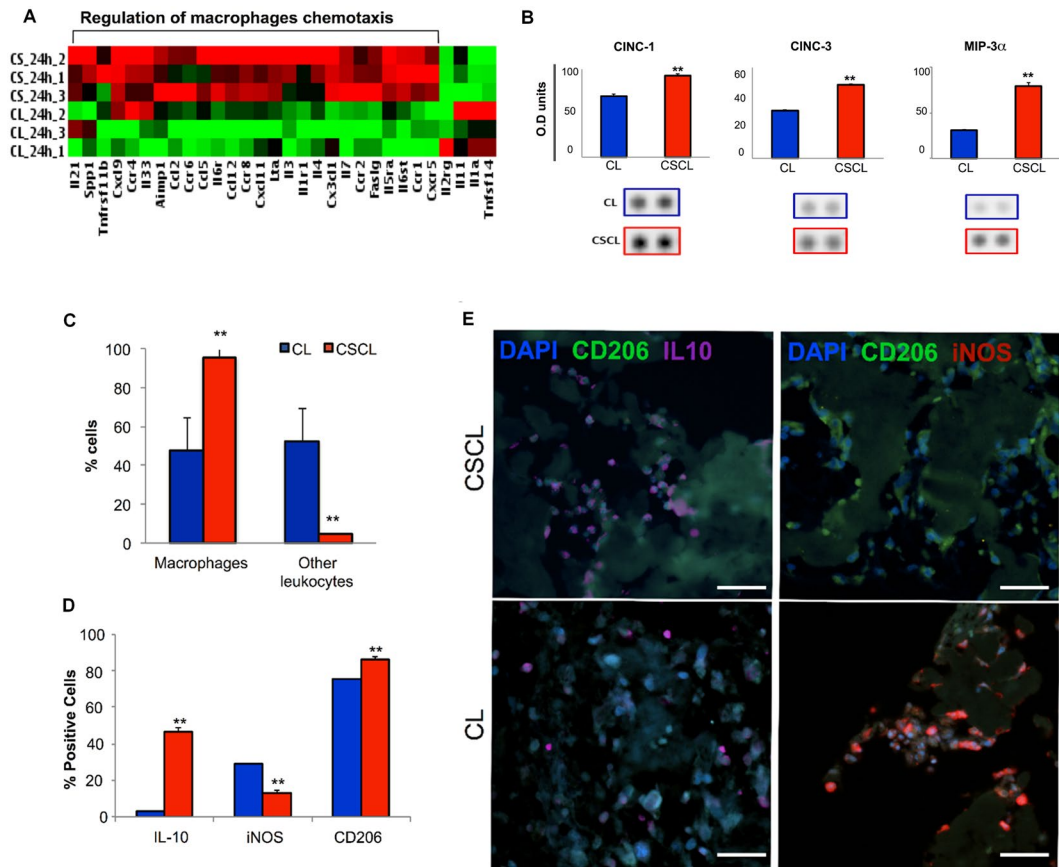 A
Regulation of macrophages chemotaxis
CS_24h_2
CS_24h_1
CS_24h_3
CL_24h_2
CL_24h_3
CL_24h_1
Il21
Spp1
Tnfrsf11b
Cxcl9
Ccr4
Il33
Aimp1
Ccl2
Ccr6
Ccl5
Il6r
Ccl12
Ccr8
Cxcl11
Lta
Il3
Il1r1
Il4
Cx3cl1
Il7
Ccr2
Faslg
Il5ra
Il6st
Ccr1
Cxcr5
Il2rg
Il11
Il1a
Tnfsf14
B
CINC-1
CINC-3
MIP-3α
O.D units
100
50
0
**
CL
CSCL
60
40
20
0
**
CL
CSCL
100
50
0
**
CL
CSCL
CL
CSCL
C
CL
CSCL
% cells
100
80
60
40
20
0
**
**
Macrophages
Other
leukocytes
D
% Positive Cells
100
80
60
40
20
0
**
**
**
IL-10
iNOS
CD206
E
DAPI CD206 IL10
DAPI CD206 iNOS
CSCL
CL